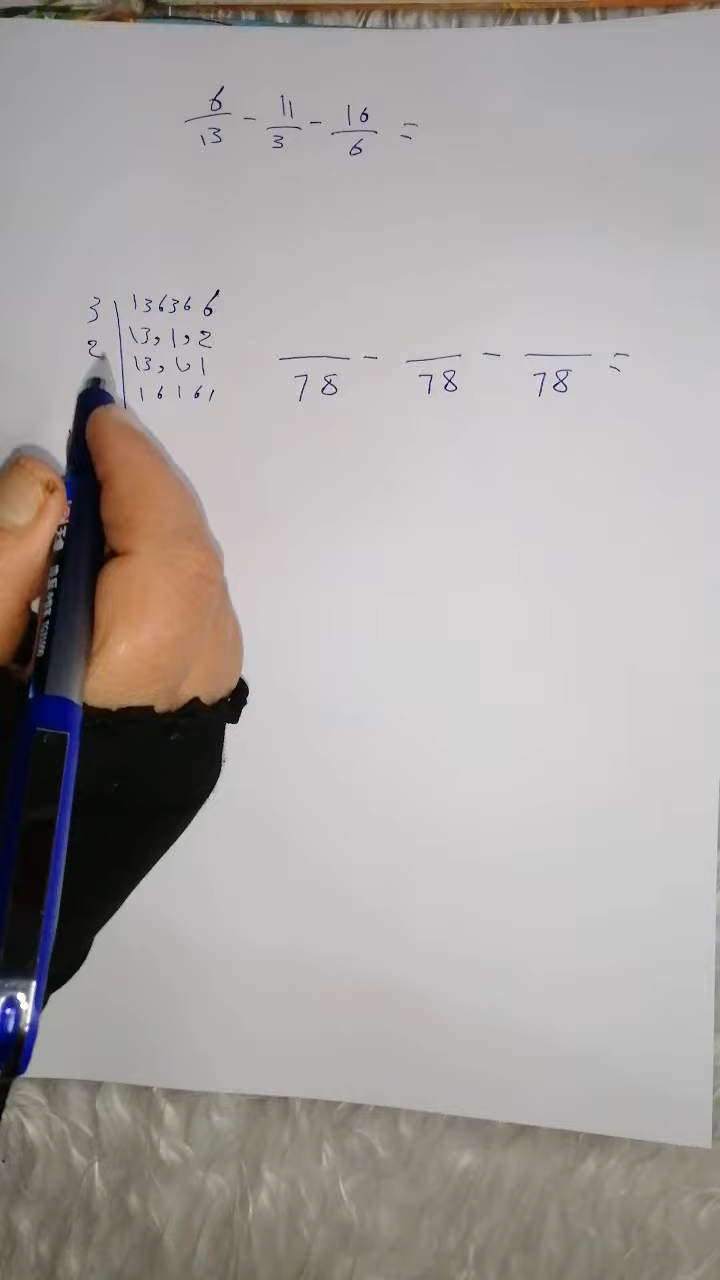 6/13 - 11/3 - 16/6 =
3 | 13, 3, 6
2 | 13, 1, 2
| 13, 1, 1
| 1, 1, 1
/78 - /78 - /78 =